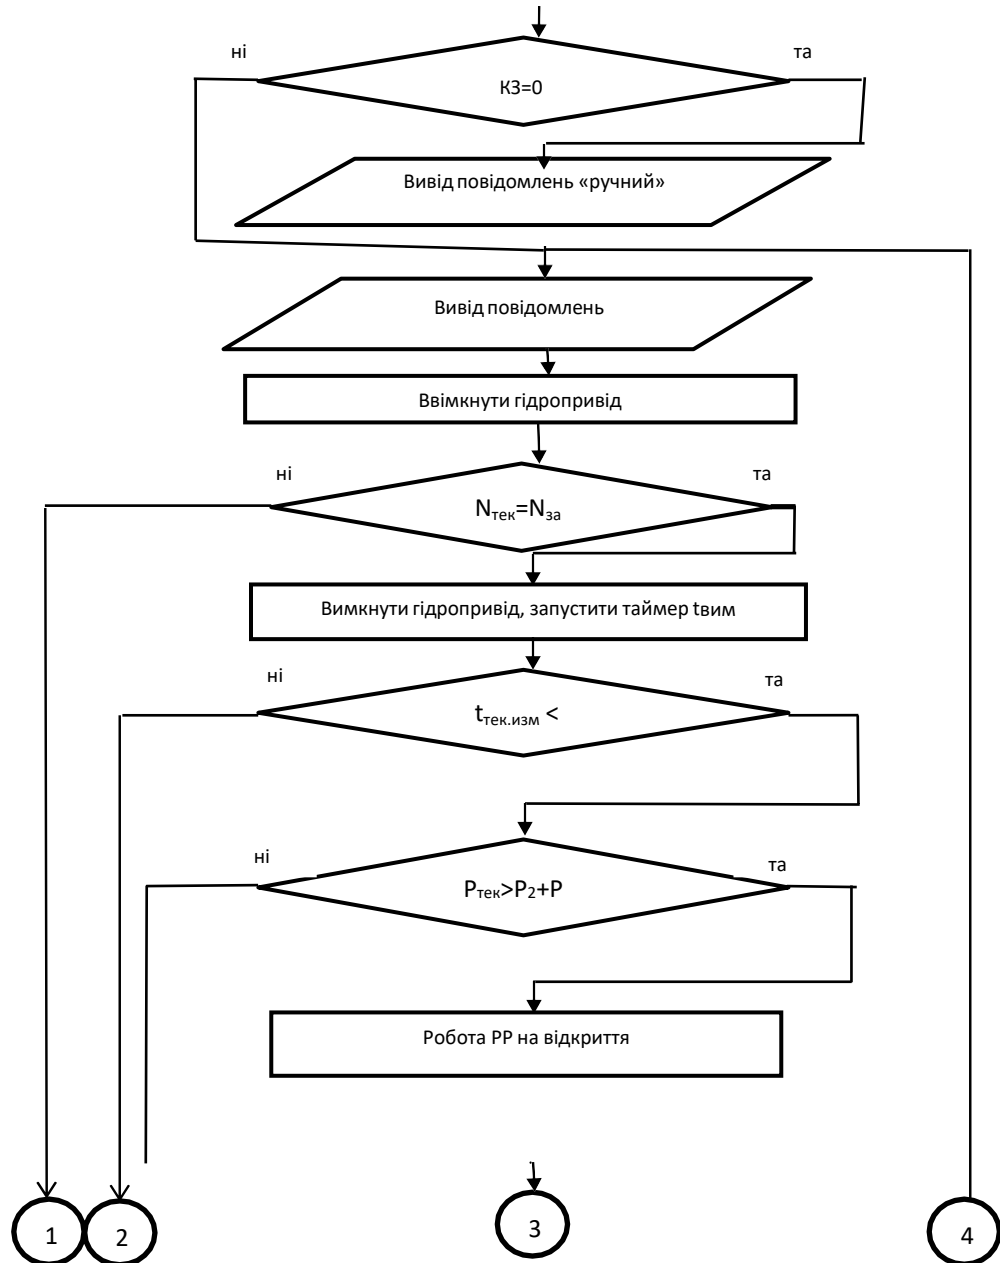 ні
та
КЗ=0
Вивід повідомлень «ручний»
Вивід повідомлень
Ввімкнути гідропривід
ні
та
Nтек=Nза
Вимкнути гідропривід, запустити таймер tвим
ні
та
tтек.изм <
ні
та
Pтек>P2+P
Робота РР на відкриття
1
2
3
4